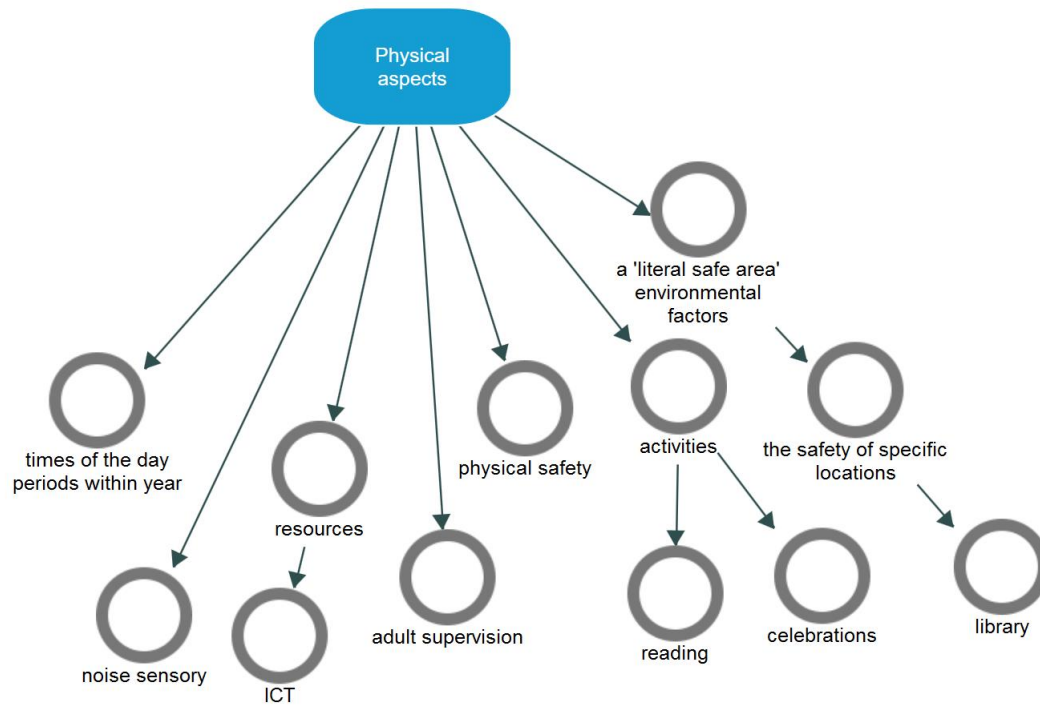 Physical
aspects
a 'literal safe area'
environmental
factors
times of the day
periods within year
resources
physical safety
activities
the safety of specific
locations
noise sensory
ICT
adult supervision
reading
celebrations
library